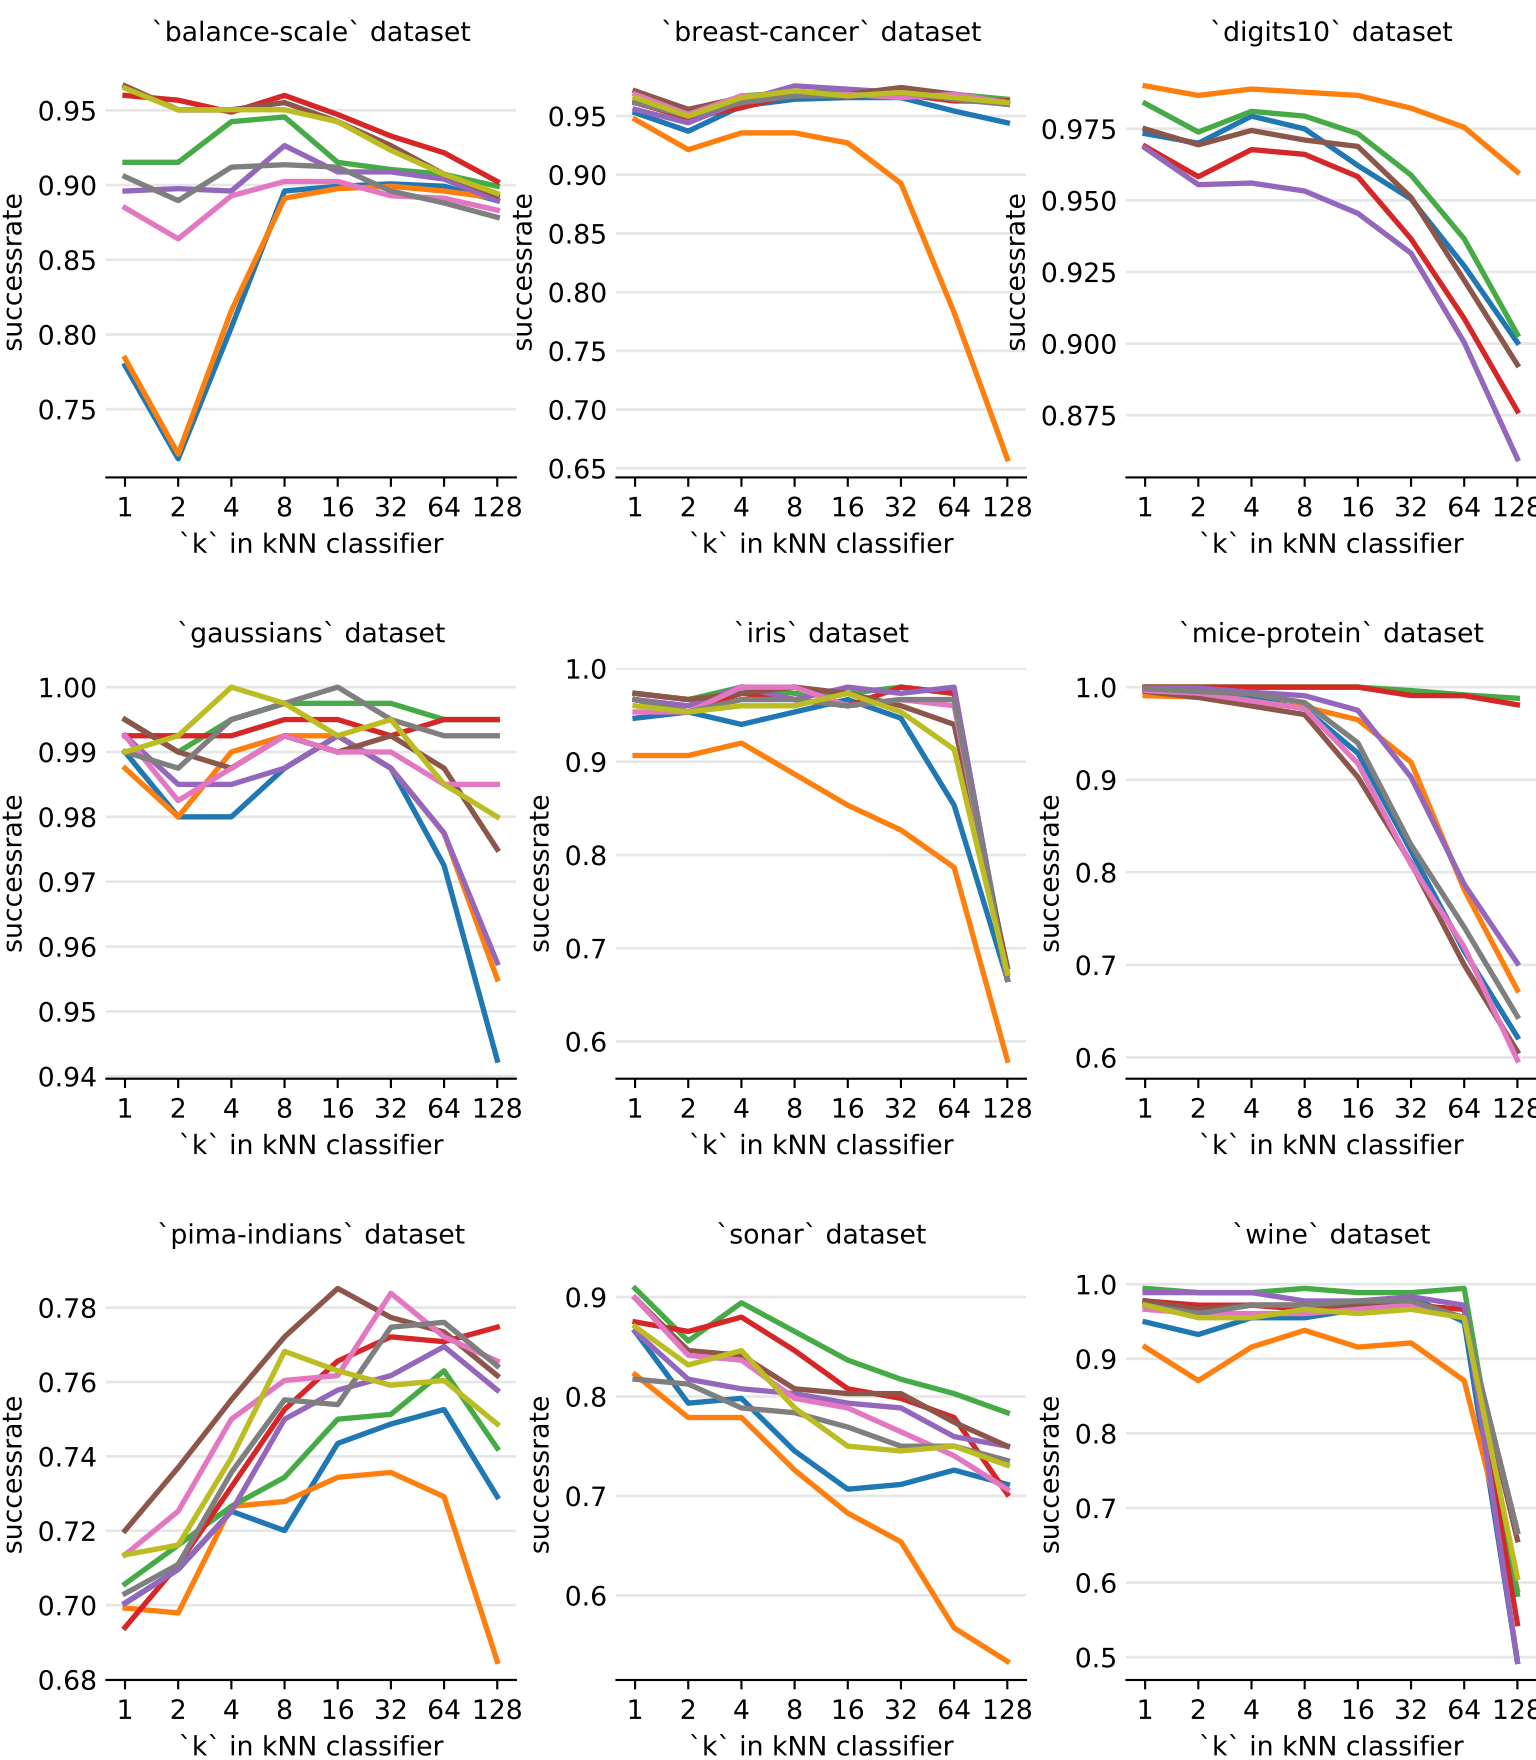 `balance-scale` dataset
0.95
0.90
0.85
0.80
0.75
successrate
1 2 4 8 16 32 64 128
`k` in kNN classifier
`breast-cancer` dataset
0.95
0.90
0.85
0.80
0.75
0.70
0.65
successrate
1 2 4 8 16 32 64 128
`k` in kNN classifier
`digits10` dataset
0.975
0.950
0.925
0.900
0.875
successrate
1 2 4 8 16 32 64 128
`k` in kNN classifier
`gaussians` dataset
1.00
0.99
0.98
0.97
0.96
0.95
0.94
successrate
1 2 4 8 16 32 64 128
`k` in kNN classifier
`iris` dataset
1.0
0.9
0.8
0.7
0.6
successrate
1 2 4 8 16 32 64 128
`k` in kNN classifier
`mice-protein` dataset
1.0
0.9
0.8
0.7
0.6
successrate
1 2 4 8 16 32 64 128
`k` in kNN classifier
`pima-indians` dataset
0.78
0.76
0.74
0.72
0.70
0.68
successrate
1 2 4 8 16 32 64 128
`k` in kNN classifier
`sonar` dataset
0.9
0.8
0.7
0.6
successrate
1 2 4 8 16 32 64 128
`k` in kNN classifier
`wine` dataset
1.0
0.9
0.8
0.7
0.6
0.5
successrate
1 2 4 8 16 32 64 128
`k` in kNN classifier